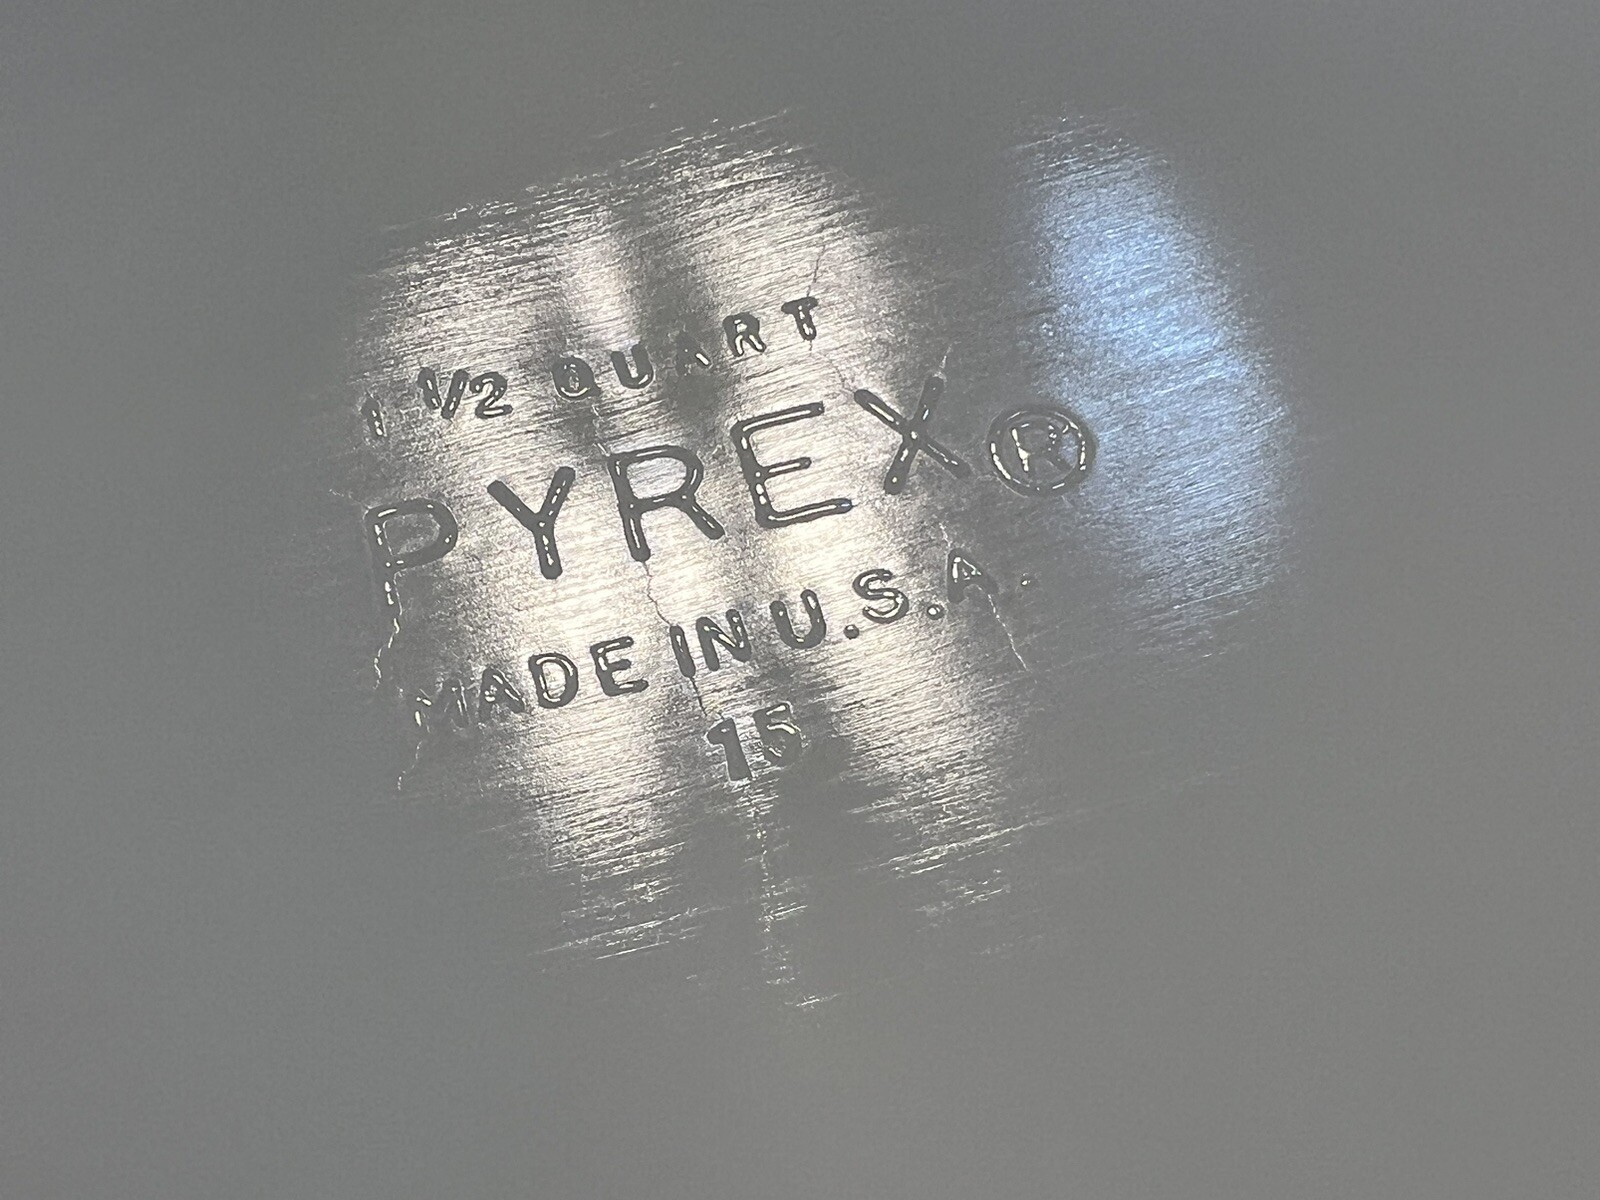 1 1/2 QUART
PYREX®
MADE IN U.S.A.
15